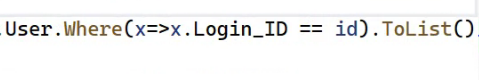 .User.Where(x=>x.Login_ID == id).ToList()